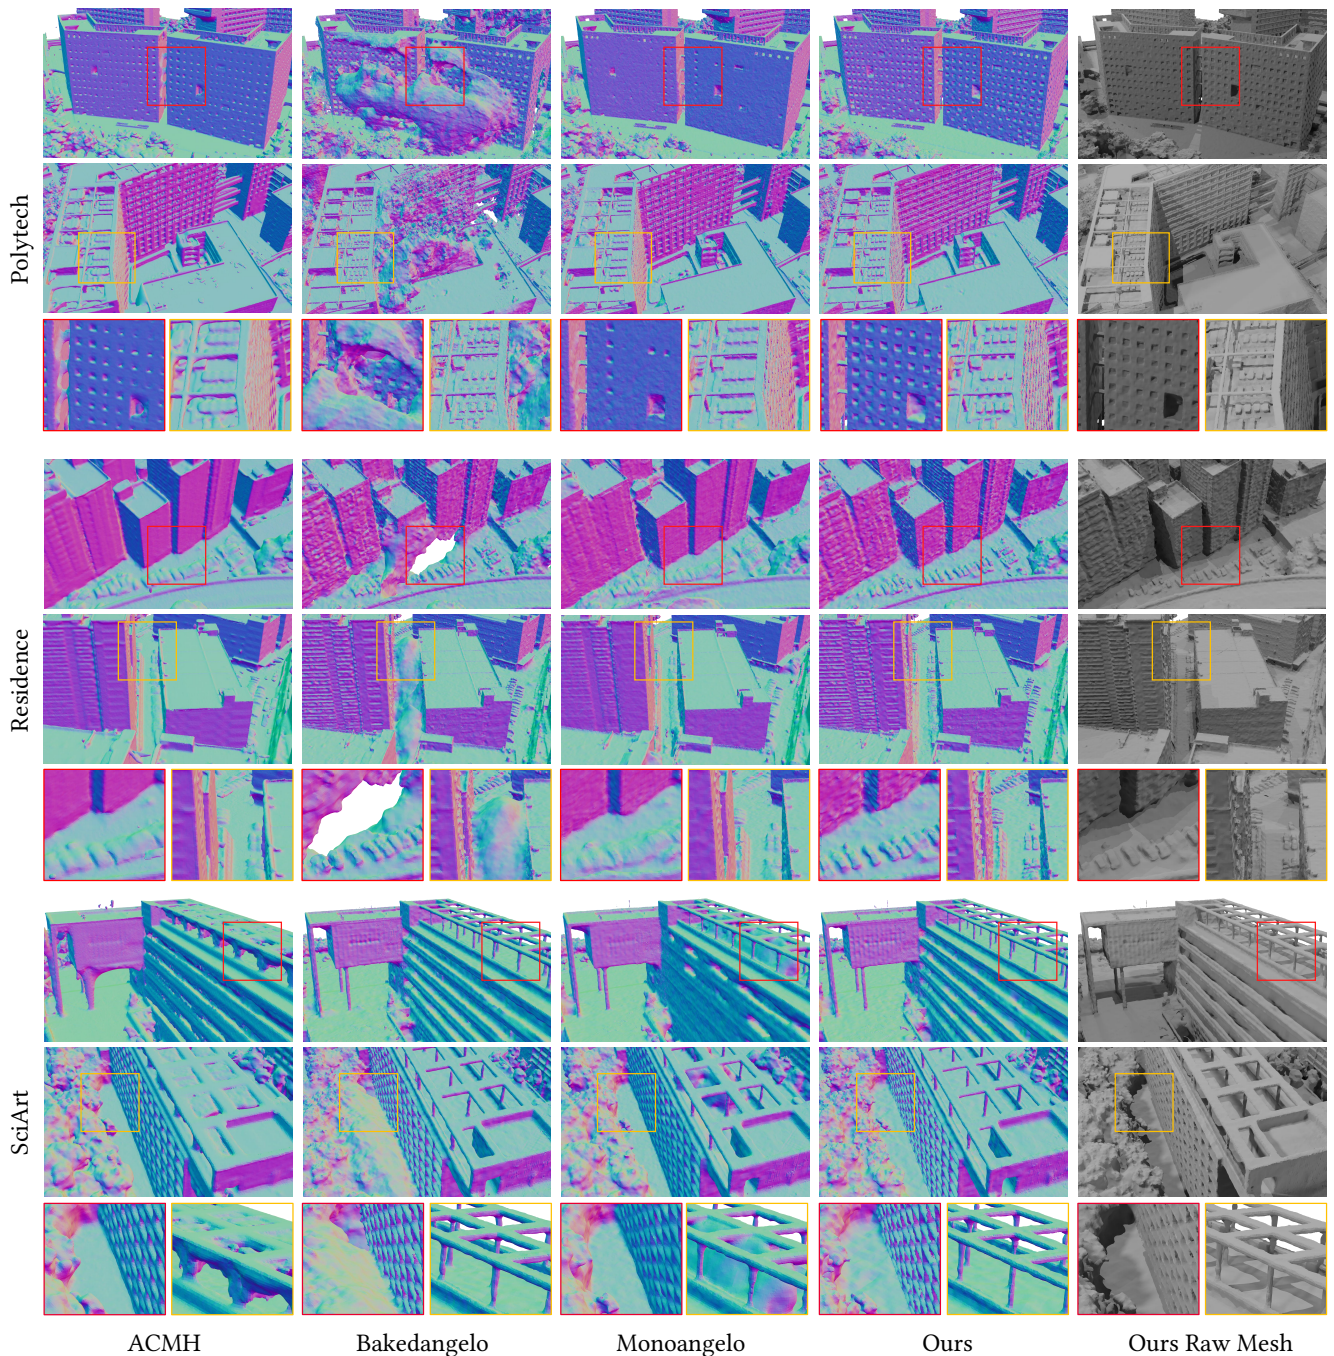 Polytech
Residence
SciArt
ACMH
Bakedangelo
Monoangelo
Ours
Ours Raw Mesh